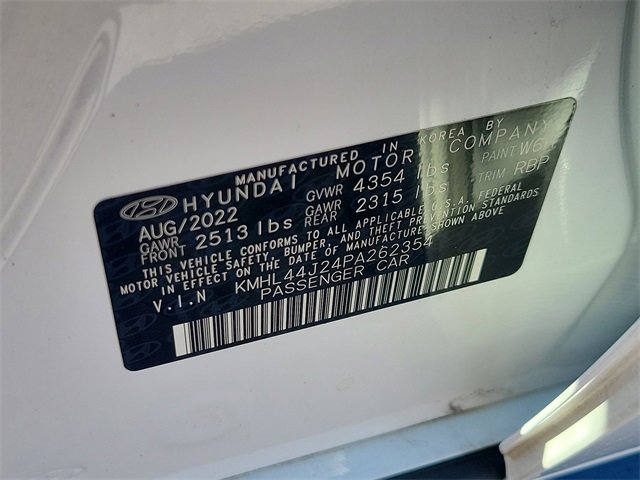 MANUFACTURED IN KOREA BY
HYUNDAI MOTOR COMPANY
AUG/2022 GVWR 4354 lbs PAINT
GAWR FRONT 2513 lbs GAWR REAR 2315 lbs TRIM RBP
THIS VEHICLE CONFORMS TO ALL APPLICABLE U.S.A. FEDERAL
MOTOR VEHICLE SAFETY, BUMPER, AND THEFT PREVENTION STANDARDS
IN EFFECT ON THE DATE OF MANUFACTURE SHOWN ABOVE
V.I.N KMHL44J24PA262354
PASSENGER CAR